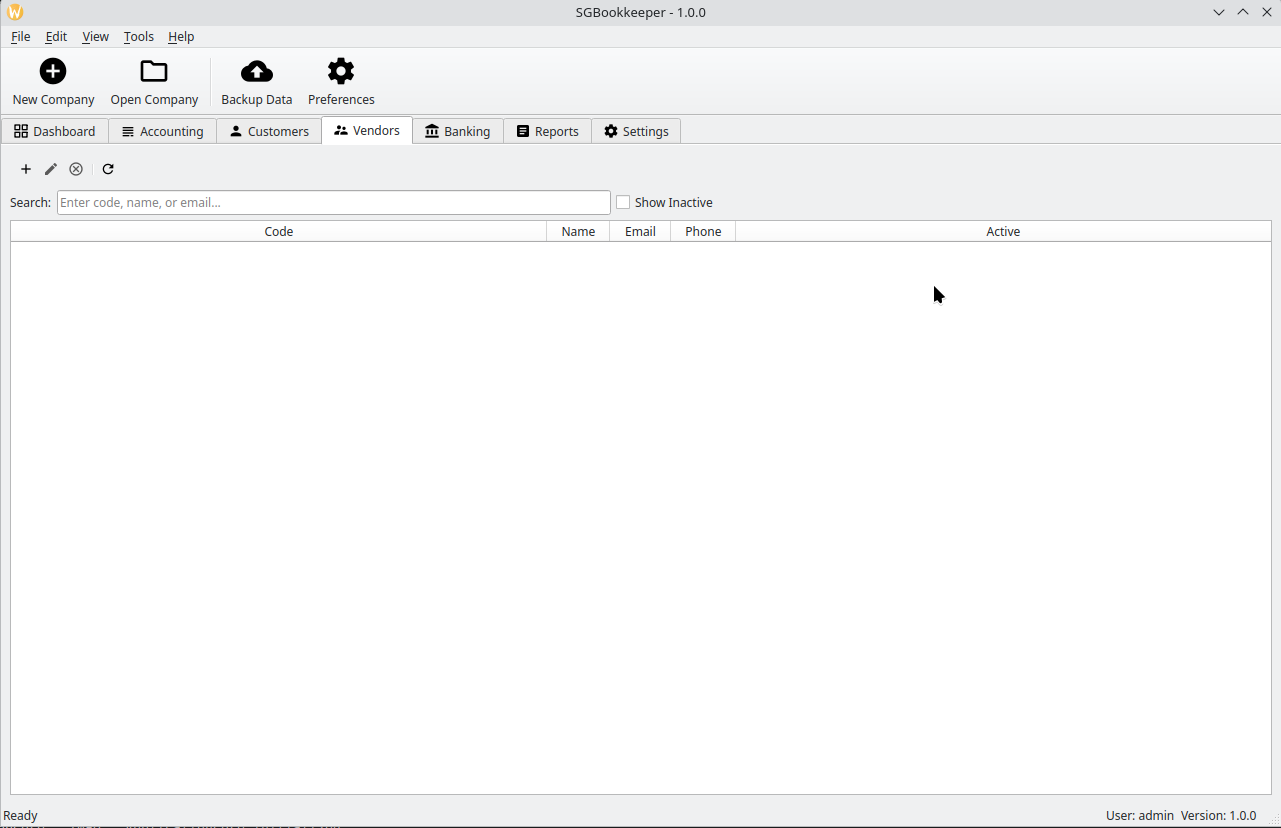 SGBookkeeper - 1.0.0
File Edit View Tools Help
New Company Open Company Backup Data Preferences
Dashboard Accounting Customers Vendors Banking Reports Settings
Search: Enter code, name, or email... Show Inactive
Code Name Email Phone Active
Ready User: admin Version: 1.0.0